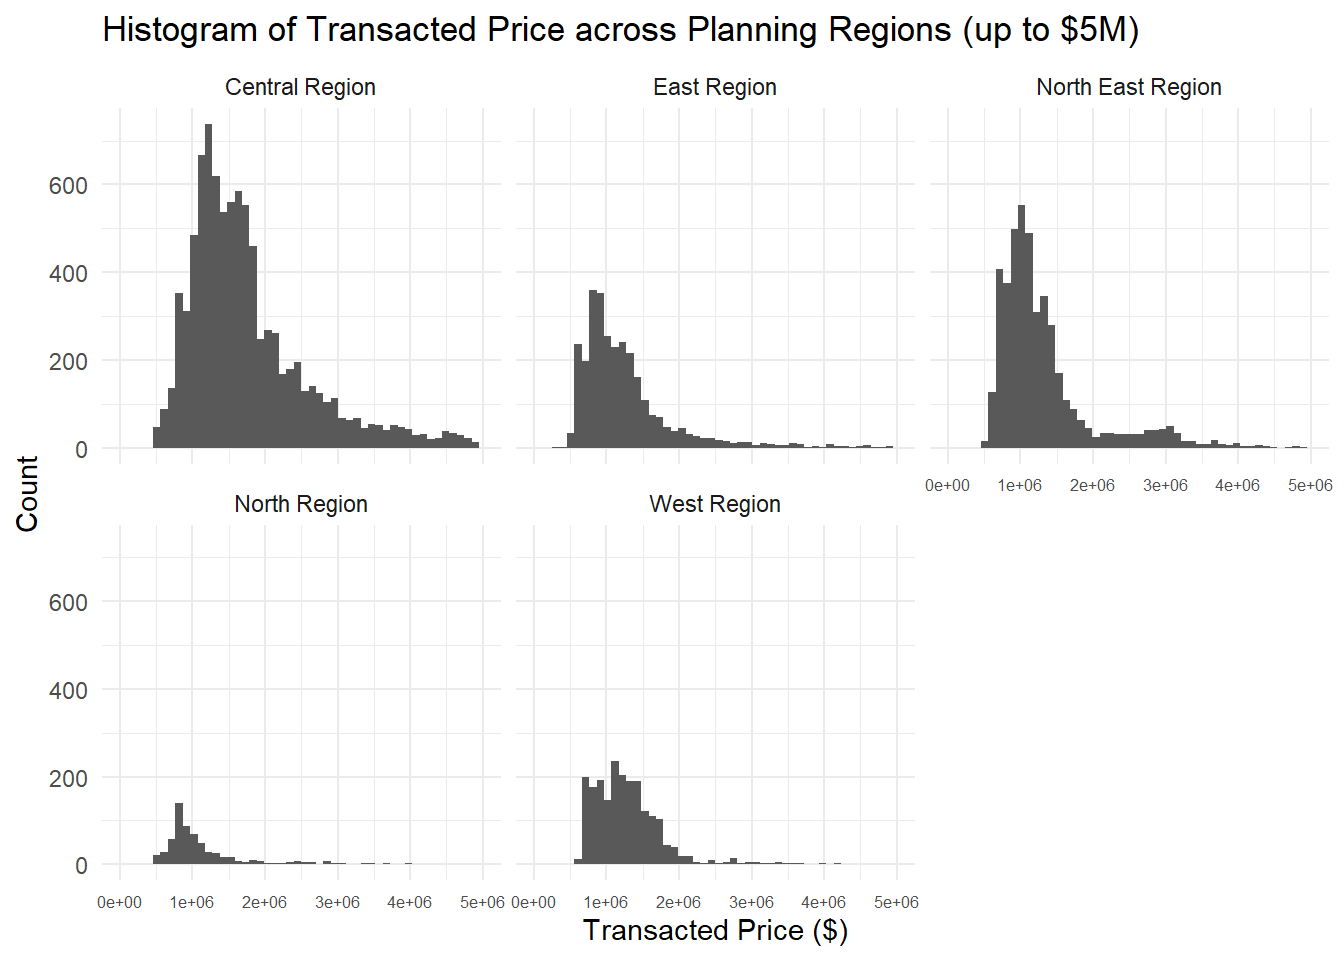 Histogram of Transacted Price across Planning Regions (up to $5M)
Central Region
East Region
North East Region
600
400
200
0
0e+00 1e+06 2e+06 3e+06 4e+06 5e+06
Count
North Region
West Region
600
400
200
0
0e+00 1e+06 2e+06 3e+06 4e+06 5e+06
0e+00 1e+06 2e+06 3e+06 4e+06 5e+06
Transacted Price ($)